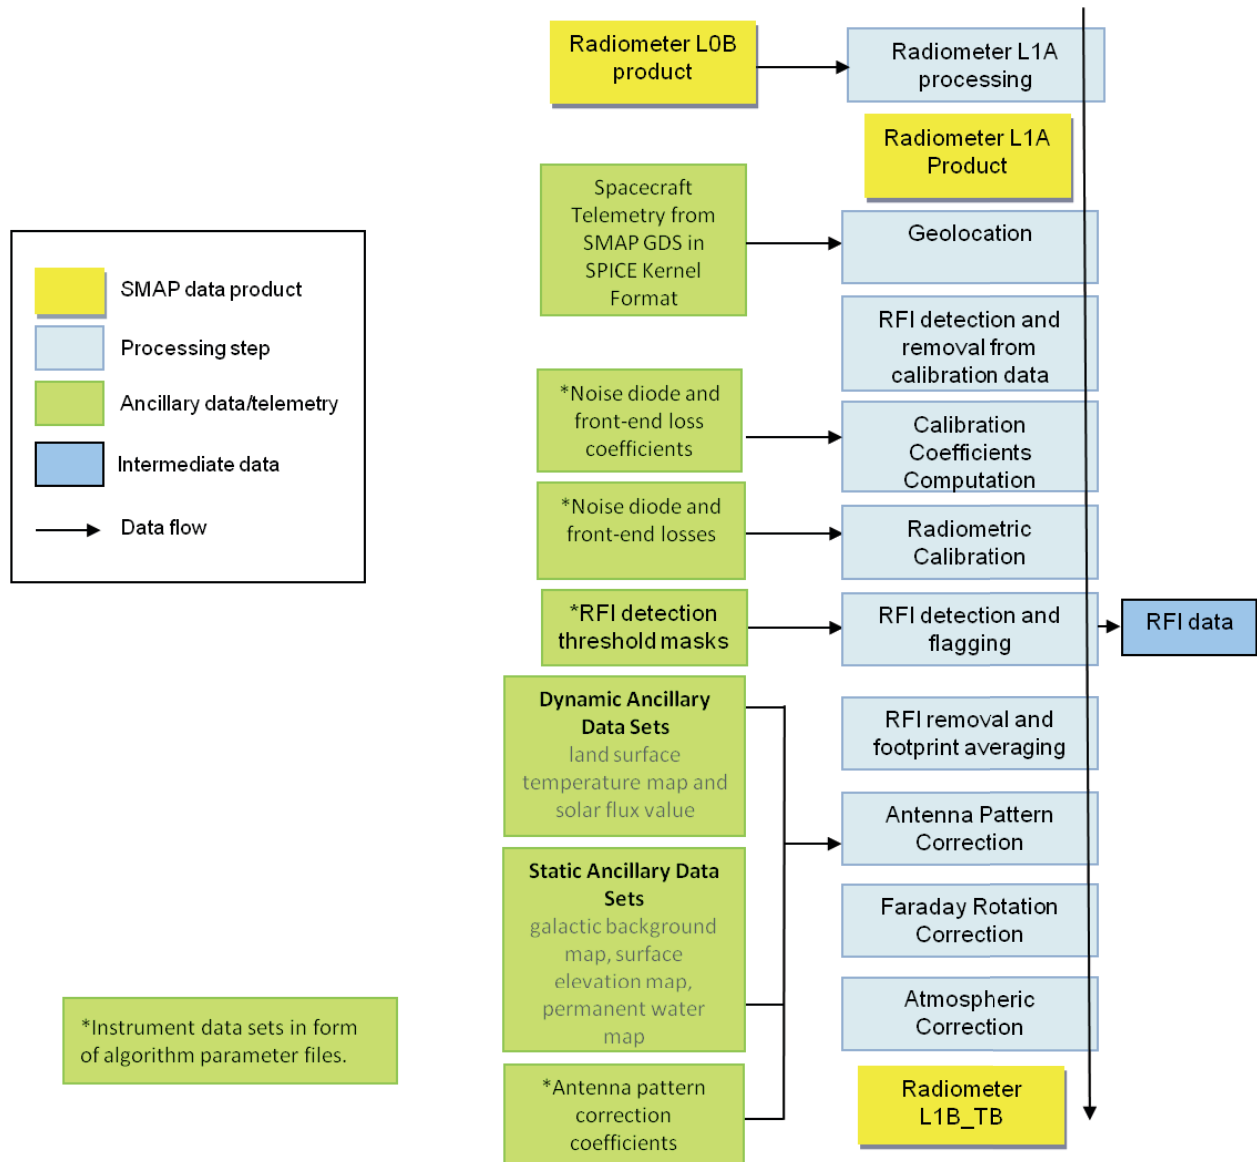 Radiometer L0B
product
Radiometer L1A
processing
Radiometer L1A
Product
Spacecraft
Telemetry from
SMAP GDS in
SPICE Kernel
Format
Geolocation
SMAP data product
Processing step
Ancillary data/telemetry
Intermediate data
Data flow
RFI detection and
removal from
calibration data
*Noise diode and
front-end loss
coefficients
Calibration
Coefficients
Computation
*Noise diode and
front-end losses
Radiometric
Calibration
*RFI detection
threshold masks
RFI detection and
flagging
RFI data
Dynamic Ancillary
Data Sets
land surface
temperature map and
solar flux value
RFI removal and
footprint averaging
Antenna Pattern
Correction
Static Ancillary Data
Sets
galactic background
map, surface
elevation map,
permanent water
map
Faraday Rotation
Correction
Atmospheric
Correction
*Instrument data sets in form
of algorithm parameter files.
*Antenna pattern
correction
coefficients
Radiometer
L1B_TB